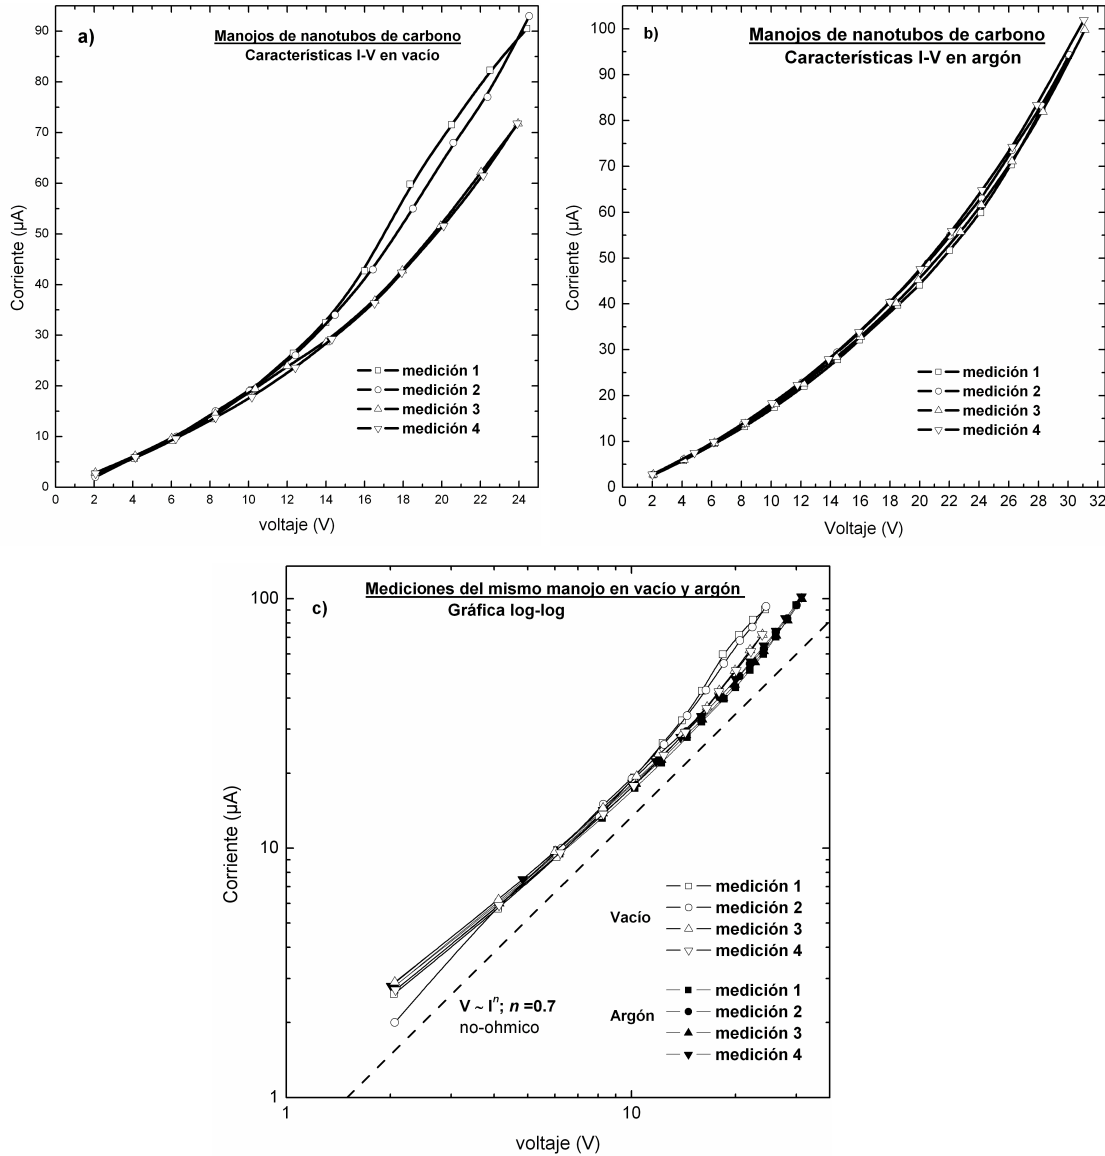 a)
Manojos de nanotubos de carbono
Características I-V en vacío
Corriente (µA)
90
80
70
60
50
40
30
20
10
0
medición 1
medición 2
medición 3
medición 4
0 2 4 6 8 10 12 14 16 18 20 22 24
voltaje (V)
b)
Manojos de nanotubos de carbono
Características I-V en argón
Corriente (µA)
100
90
80
70
60
50
40
30
20
10
0
medición 1
medición 2
medición 3
medición 4
0 2 4 6 8 10 12 14 16 18 20 22 24 26 28 30 32
Voltaje (V)
c)
Mediciones del mismo manojo en vacío y argón
Gráfica log-log
Corriente (µA)
100
10
1
Vacío
medición 1
medición 2
medición 3
medición 4
Argón
medición 1
medición 2
medición 3
medición 4
V ~ Iⁿ; n =0.7
no-ohmico
1 10
voltaje (V)